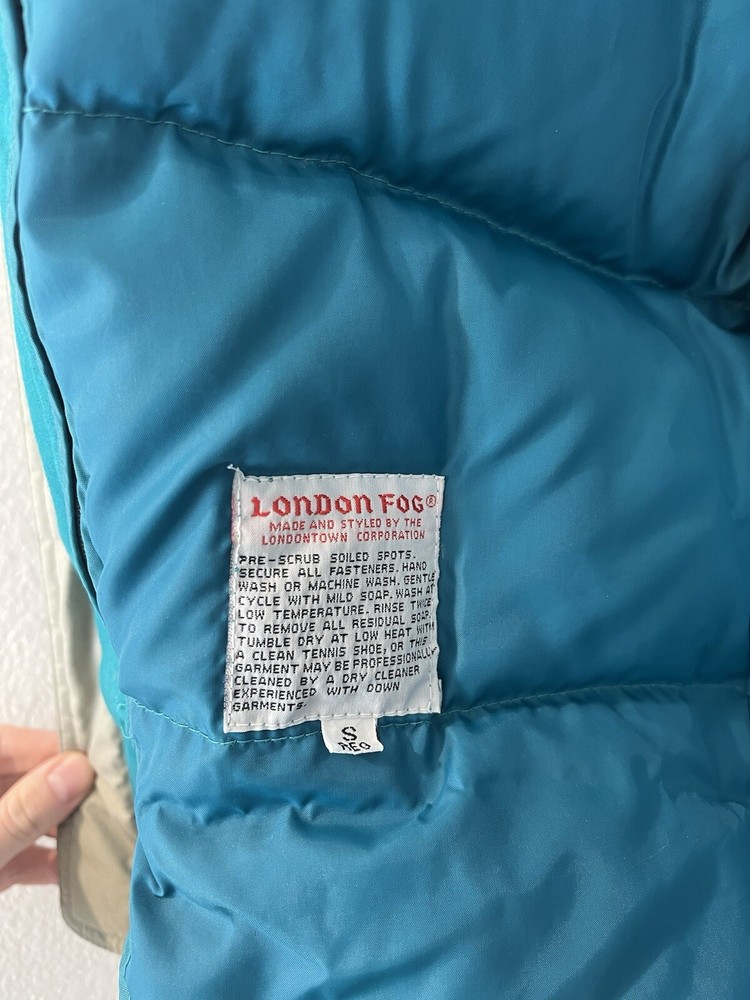 LONDON FOG®
MADE AND STYLED BY THE
LONDONTOWN CORPORATION
PRE-SCRUB SOILED SPOTS.
SECURE ALL FASTENERS. HAND
WASH OR MACHINE WASH. GENTLE
CYCLE WITH MILD SOAP. WASH AT
LOW TEMPERATURE. RINSE TWICE
TO REMOVE ALL RESIDUAL SOAP.
TUMBLE DRY AT LOW HEAT WITH
A CLEAN TENNIS SHOE, OR THIS
GARMENT MAY BE PROFESSIONALLY
CLEANED BY A DRY CLEANER
EXPERIENCED WITH DOWN
GARMENTS.
S
REG